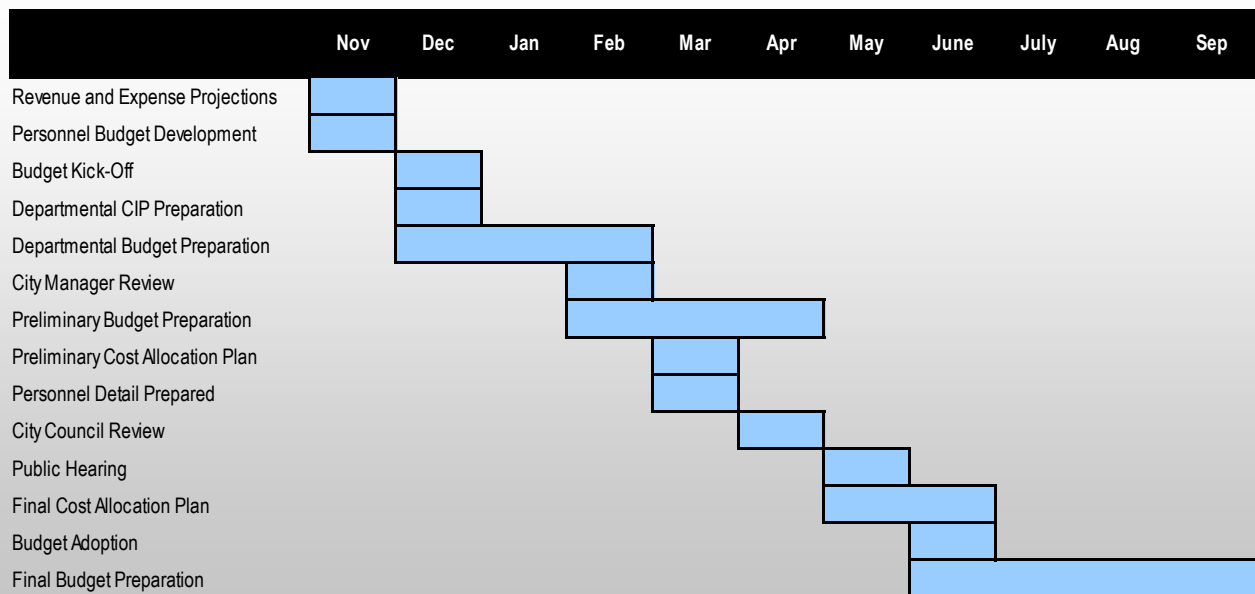 Nov Dec Jan Feb Mar Apr May June July Aug Sep
Revenue and Expense Projections
Personnel Budget Development
Budget Kick-Off
Departmental CIP Preparation
Departmental Budget Preparation
City Manager Review
Preliminary Budget Preparation
Preliminary Cost Allocation Plan
Personnel Detail Prepared
City Council Review
Public Hearing
Final Cost Allocation Plan
Budget Adoption
Final Budget Preparation